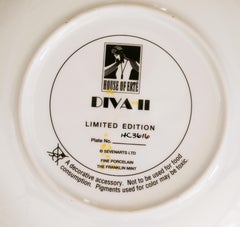 HOUSE OF ERTÉ
DIVA II
LIMITED EDITION
Plate No. HC3616
© SEVENARTS LTD
FINE PORCELAIN
THE FRANKLIN MINT
A decorative accessory. Not to be used for food
consumption. Pigments used for color may be toxic.